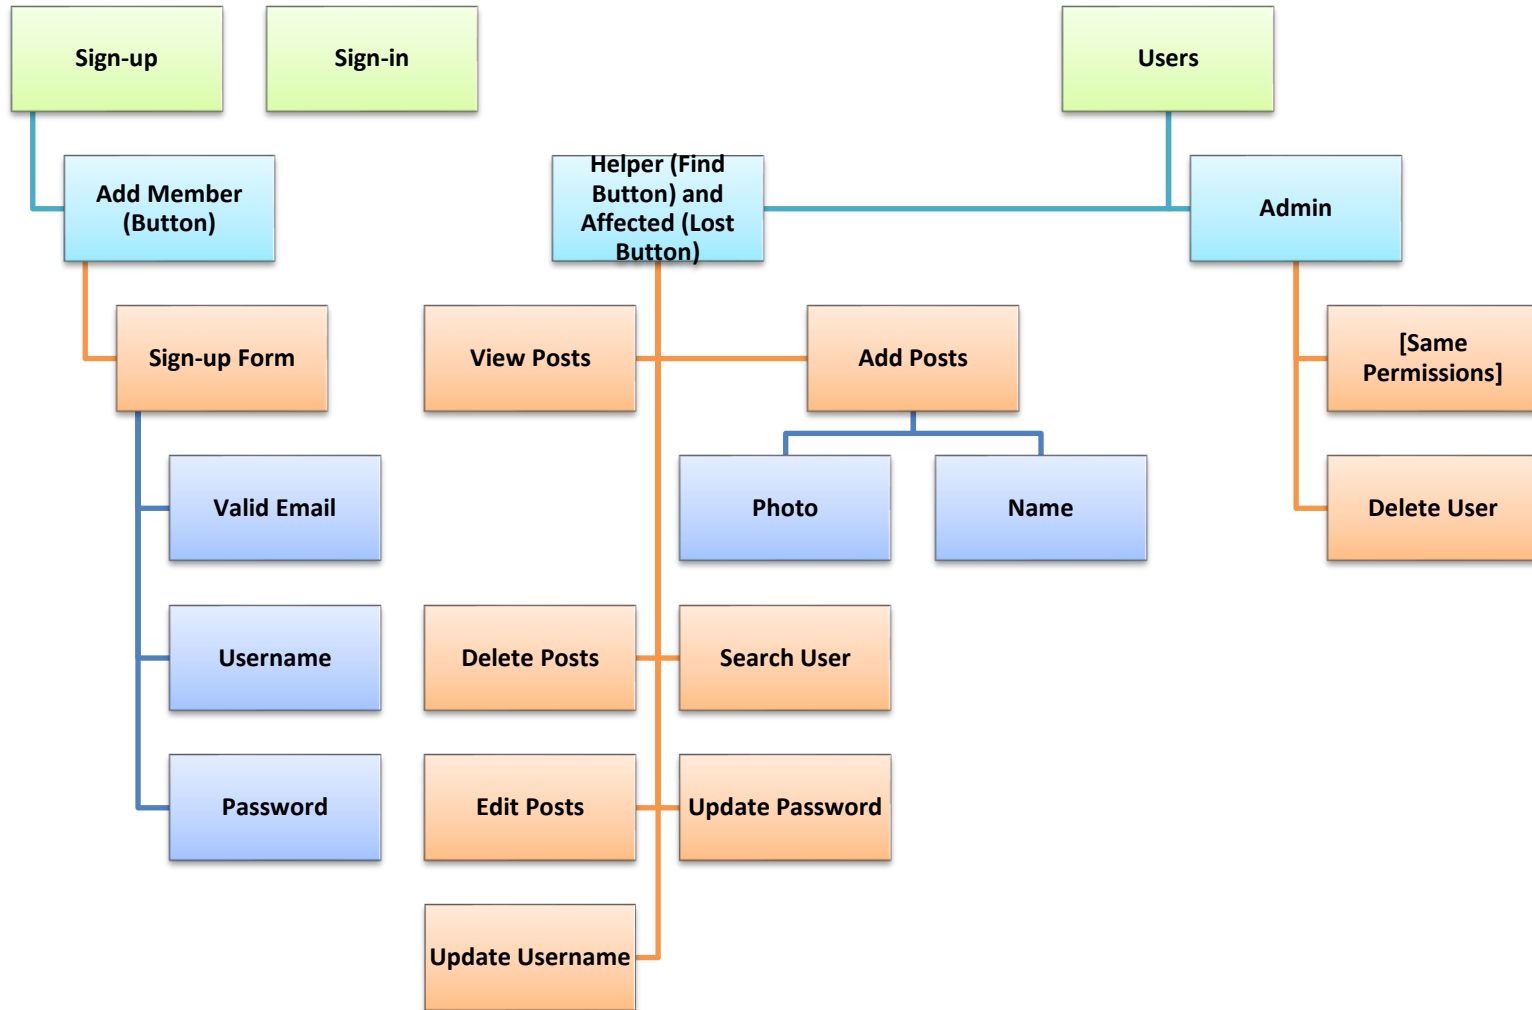 Sign-up
Sign-in
Users
Add Member
(Button)
Helper (Find
Button) and
Affected (Lost
Button)
Admin
Sign-up Form
View Posts
Add Posts
[Same
Permissions]
Valid Email
Photo
Name
Delete User
Username
Delete Posts
Search User
Password
Edit Posts
Update Password
Update Username